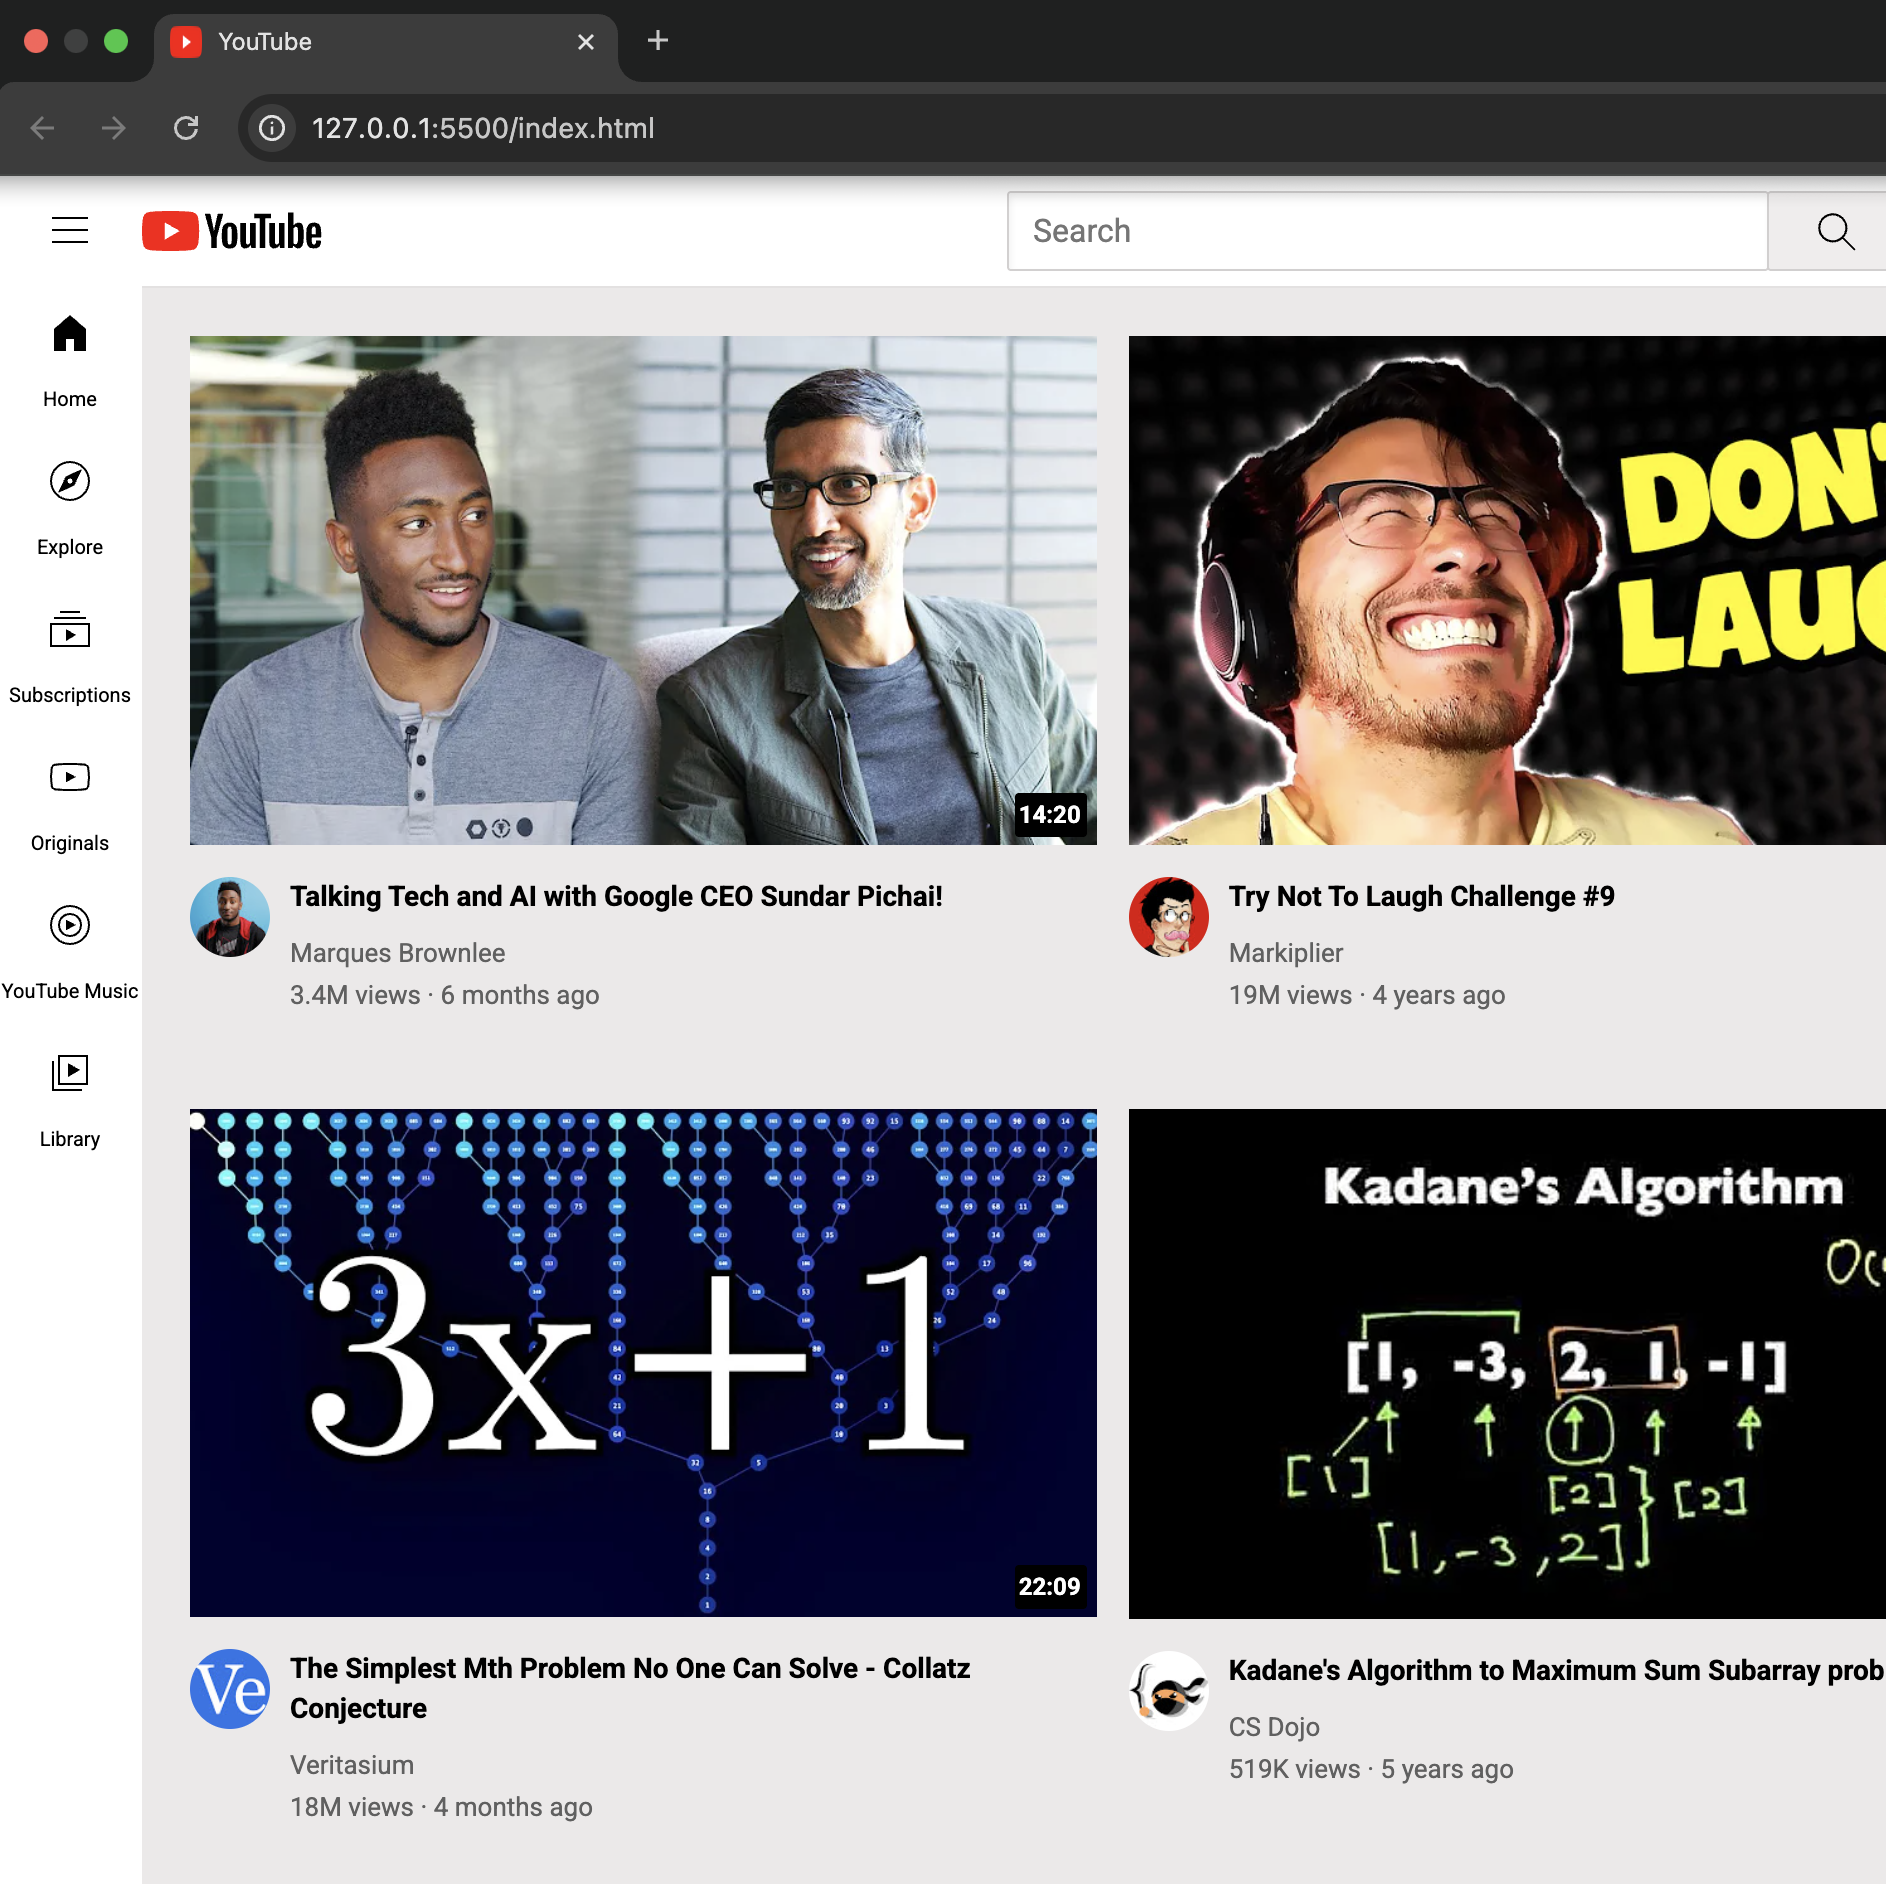 YouTube
127.0.0.1:5500/index.html
YouTube
Search
Home
Explore
Subscriptions
Originals
YouTube Music
Library
DON'
LAUG
14:20
Talking Tech and AI with Google CEO Sundar Pichai!
Marques Brownlee
3.4M views · 6 months ago
Try Not To Laugh Challenge #9
Markiplier
19M views · 4 years ago
3x+1
22:09
Ve
The Simplest Mth Problem No One Can Solve - Collatz
Conjecture
Veritasium
18M views · 4 months ago
Kadane's Algorithm
[1, -3, 2, 1, -1]
[1]
[2]
[2]
[1,-3,2]
Kadane's Algorithm to Maximum Sum Subarray prob
CS Dojo
519K views · 5 years ago